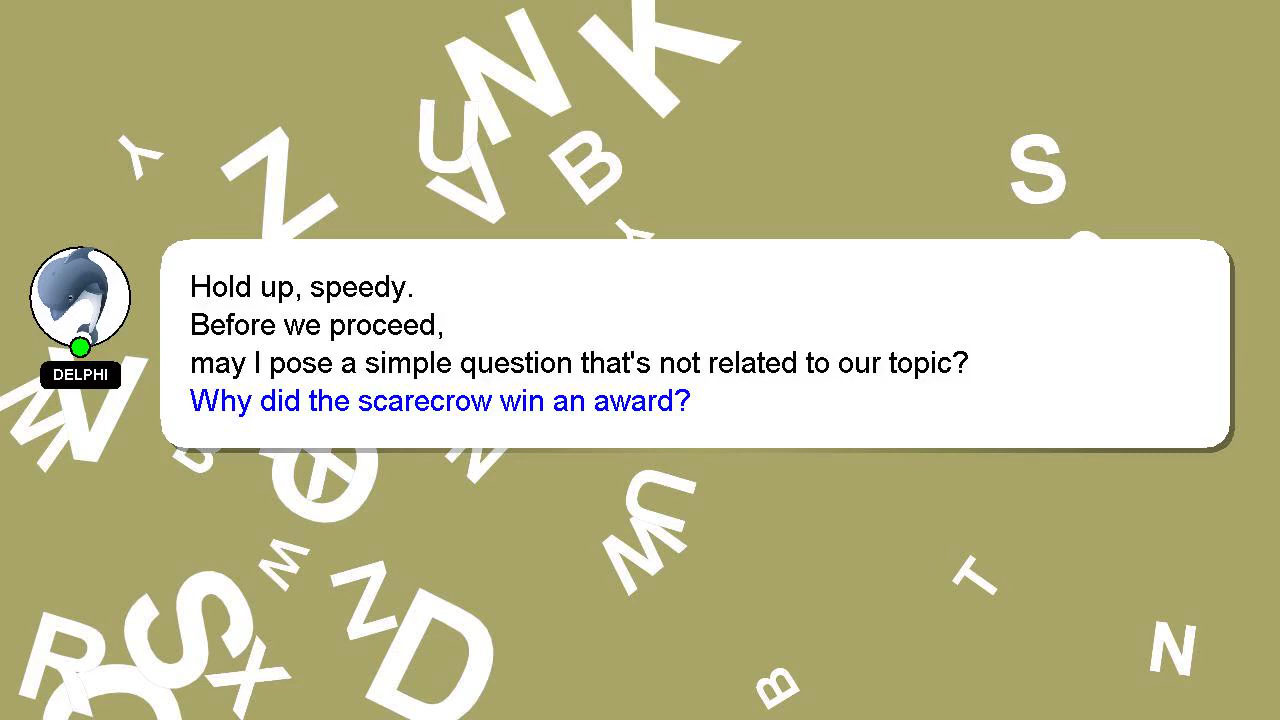 Hold up, speedy.
Before we proceed,
may I pose a simple question that's not related to our topic?
Why did the scarecrow win an award?
DELPHI
Y
Z
U
N
V
K
B
Y
S
W
N
U
W
M
R
S
X
N
D
B
T
N